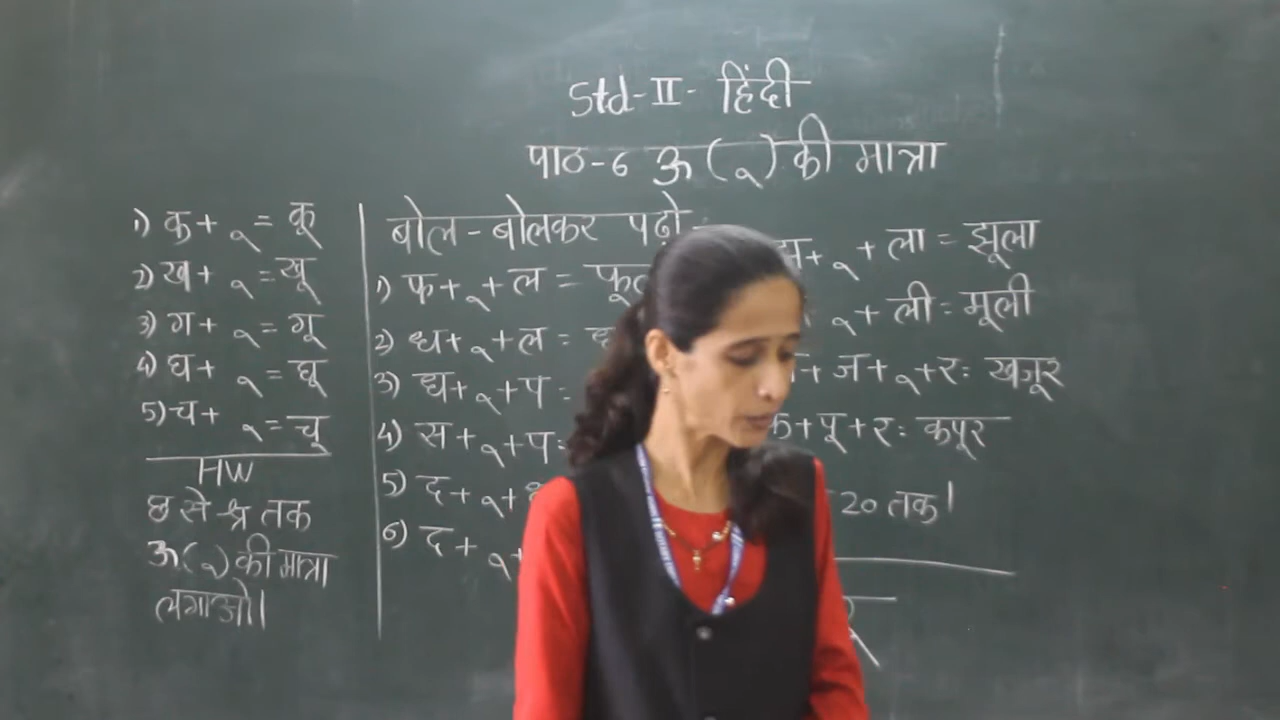 Std-II- हिंदी
पाठ-6 ऊ (ू) की मात्रा
1) क+ ू = कू
2) ख+ ू =खू
3) ग+ ू = गू
4) घ+ ू = घू
5) च+ ू = चू
HW
छ से श्र तक
ऊ(ू) की मात्रा
लगाओ।
बोल-बोलकर पढ़ो
1) फ+ ू +ल =
2) ध+ ू +ल =
3) ध+ ू +प =
4) स+ ू +प =
5) द+ ू +
6) द+ ू
+ ू + ला = झूला
ू + ली = मूली
+ ज+ ू +र = खजूर
क+पू+र = कपूर
20 तक।